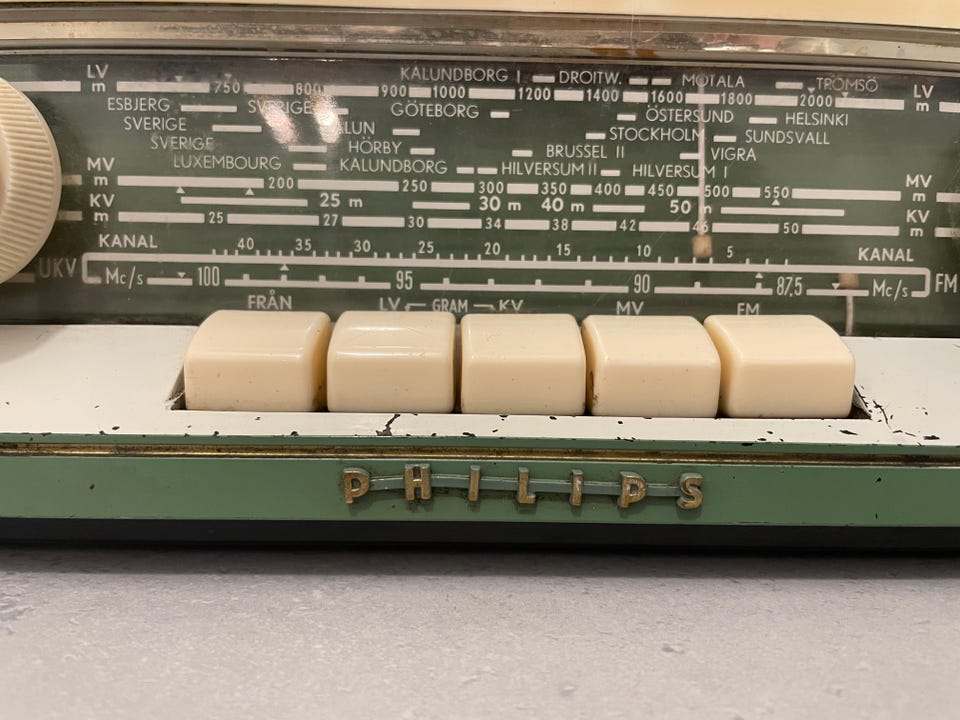 LV KALUNDBORG I DROITW. MOTALA TROMSÖ
m 750 800 900 1000 1200 1400 1600 1800 2000 LV m
ESBJERG SVERIGE GÖTEBORG ÖSTERSUND HELSINKI
SVERIGE STOCKHOLM SUNDSVALL
SVERIGE HÖRBY BRUSSEL II VIGRA
LUXEMBOURG KALUNDBORG HILVERSUM II HILVERSUM I
MV m 200 250 300 350 400 450 500 550 MV m
KV m 25 m 30 m 40 m 50 m KV m
25 27 30 34 38 42 46 50
KANAL 40 35 30 25 20 15 10 5 KANAL
UKV Mc/s 100 95 90 87,5 Mc/s FM
FRÅN LV GRAM KV MV FM
PHILIPS